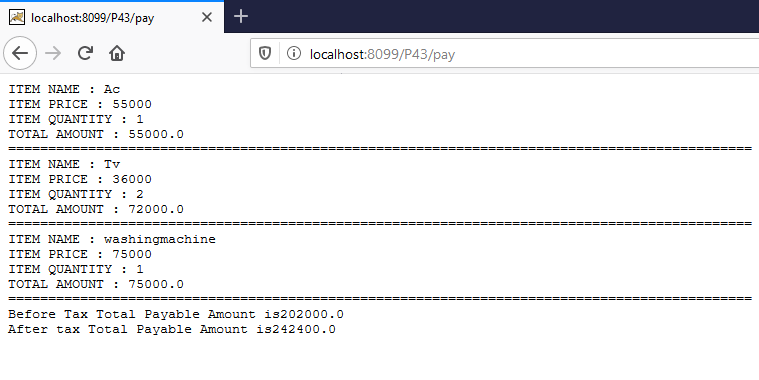 localhost:8099/P43/pay
localhost:8099/P43/pay
ITEM NAME : Ac
ITEM PRICE : 55000
ITEM QUANTITY : 1
TOTAL AMOUNT : 55000.0
=============================================================================================
ITEM NAME : Tv
ITEM PRICE : 36000
ITEM QUANTITY : 2
TOTAL AMOUNT : 72000.0
=============================================================================================
ITEM NAME : washingmachine
ITEM PRICE : 75000
ITEM QUANTITY : 1
TOTAL AMOUNT : 75000.0
=============================================================================================
Before Tax Total Payable Amount is202000.0
After tax Total Payable Amount is242400.0